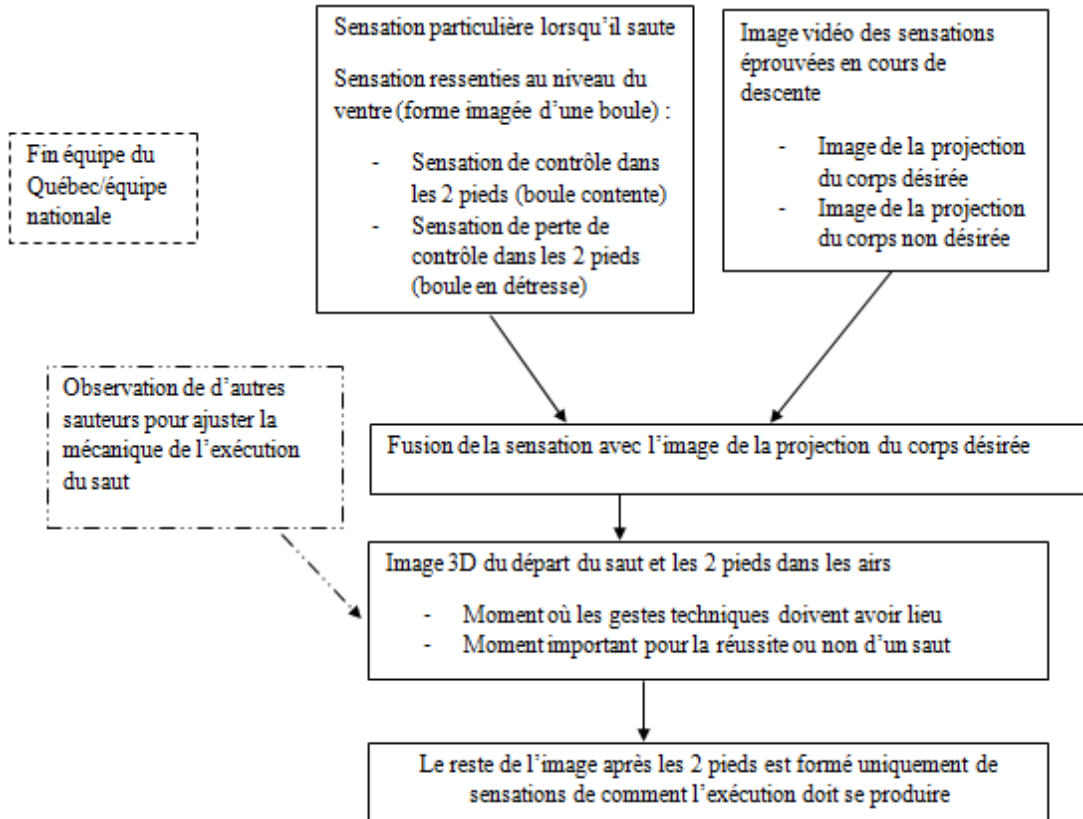 Sensation particulière lorsqu'il saute
Sensation ressenties au niveau du
ventre (forme imagée d'une boule) :
- Sensation de contrôle dans
les 2 pieds (boule contente)
- Sensation de perte de
contrôle dans les 2 pieds
(boule en détresse)
Image vidéo des sensations
éprouvées en cours de
descente
- Image de la projection
du corps désirée
- Image de la projection
du corps non désirée
Fin équipe du
Québec/équipe
nationale
Observation de d'autres
sauteurs pour ajuster la
mécanique de l'exécution
du saut
Fusion de la sensation avec l'image de la projection du corps désirée
Image 3D du départ du saut et les 2 pieds dans les airs
- Moment où les gestes techniques doivent avoir lieu
- Moment important pour la réussite ou non d'un saut
Le reste de l'image après les 2 pieds est formé uniquement de
sensations de comment l'exécution doit se produire